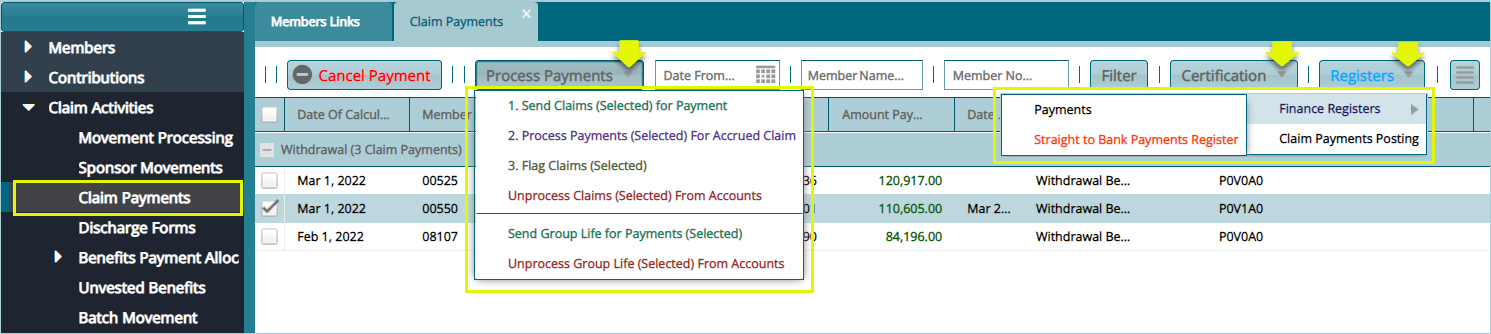 Members Links
Claim Payments
Members
Contributions
Claim Activities
Movement Processing
Sponsor Movements
Claim Payments
Discharge Forms
Benefits Payment Alloc
Unvested Benefits
Batch Movement
Cancel Payment
Process Payments
Date From...
Member Name...
Member No...
Filter
Certification
Registers
1. Send Claims (Selected) for Payment
2. Process Payments (Selected) For Accrued Claim
3. Flag Claims (Selected)
Unprocess Claims (Selected) From Accounts
Send Group Life for Payments (Selected)
Unprocess Group Life (Selected) From Accounts
Payments
Straight to Bank Payments Register
Finance Registers
Claim Payments Posting
Date Of Calcul... Member Amount Pay... Date
Withdrawal (3 Claim Payments)
Mar 1, 2022 00525 120,917.00 Withdrawal Be... P0V0A0
Mar 1, 2022 00550 110,605.00 Mar 2... Withdrawal Be... P0V1A0
Feb 1, 2022 08107 90 84,196.00 Withdrawal Be... P0V0A0